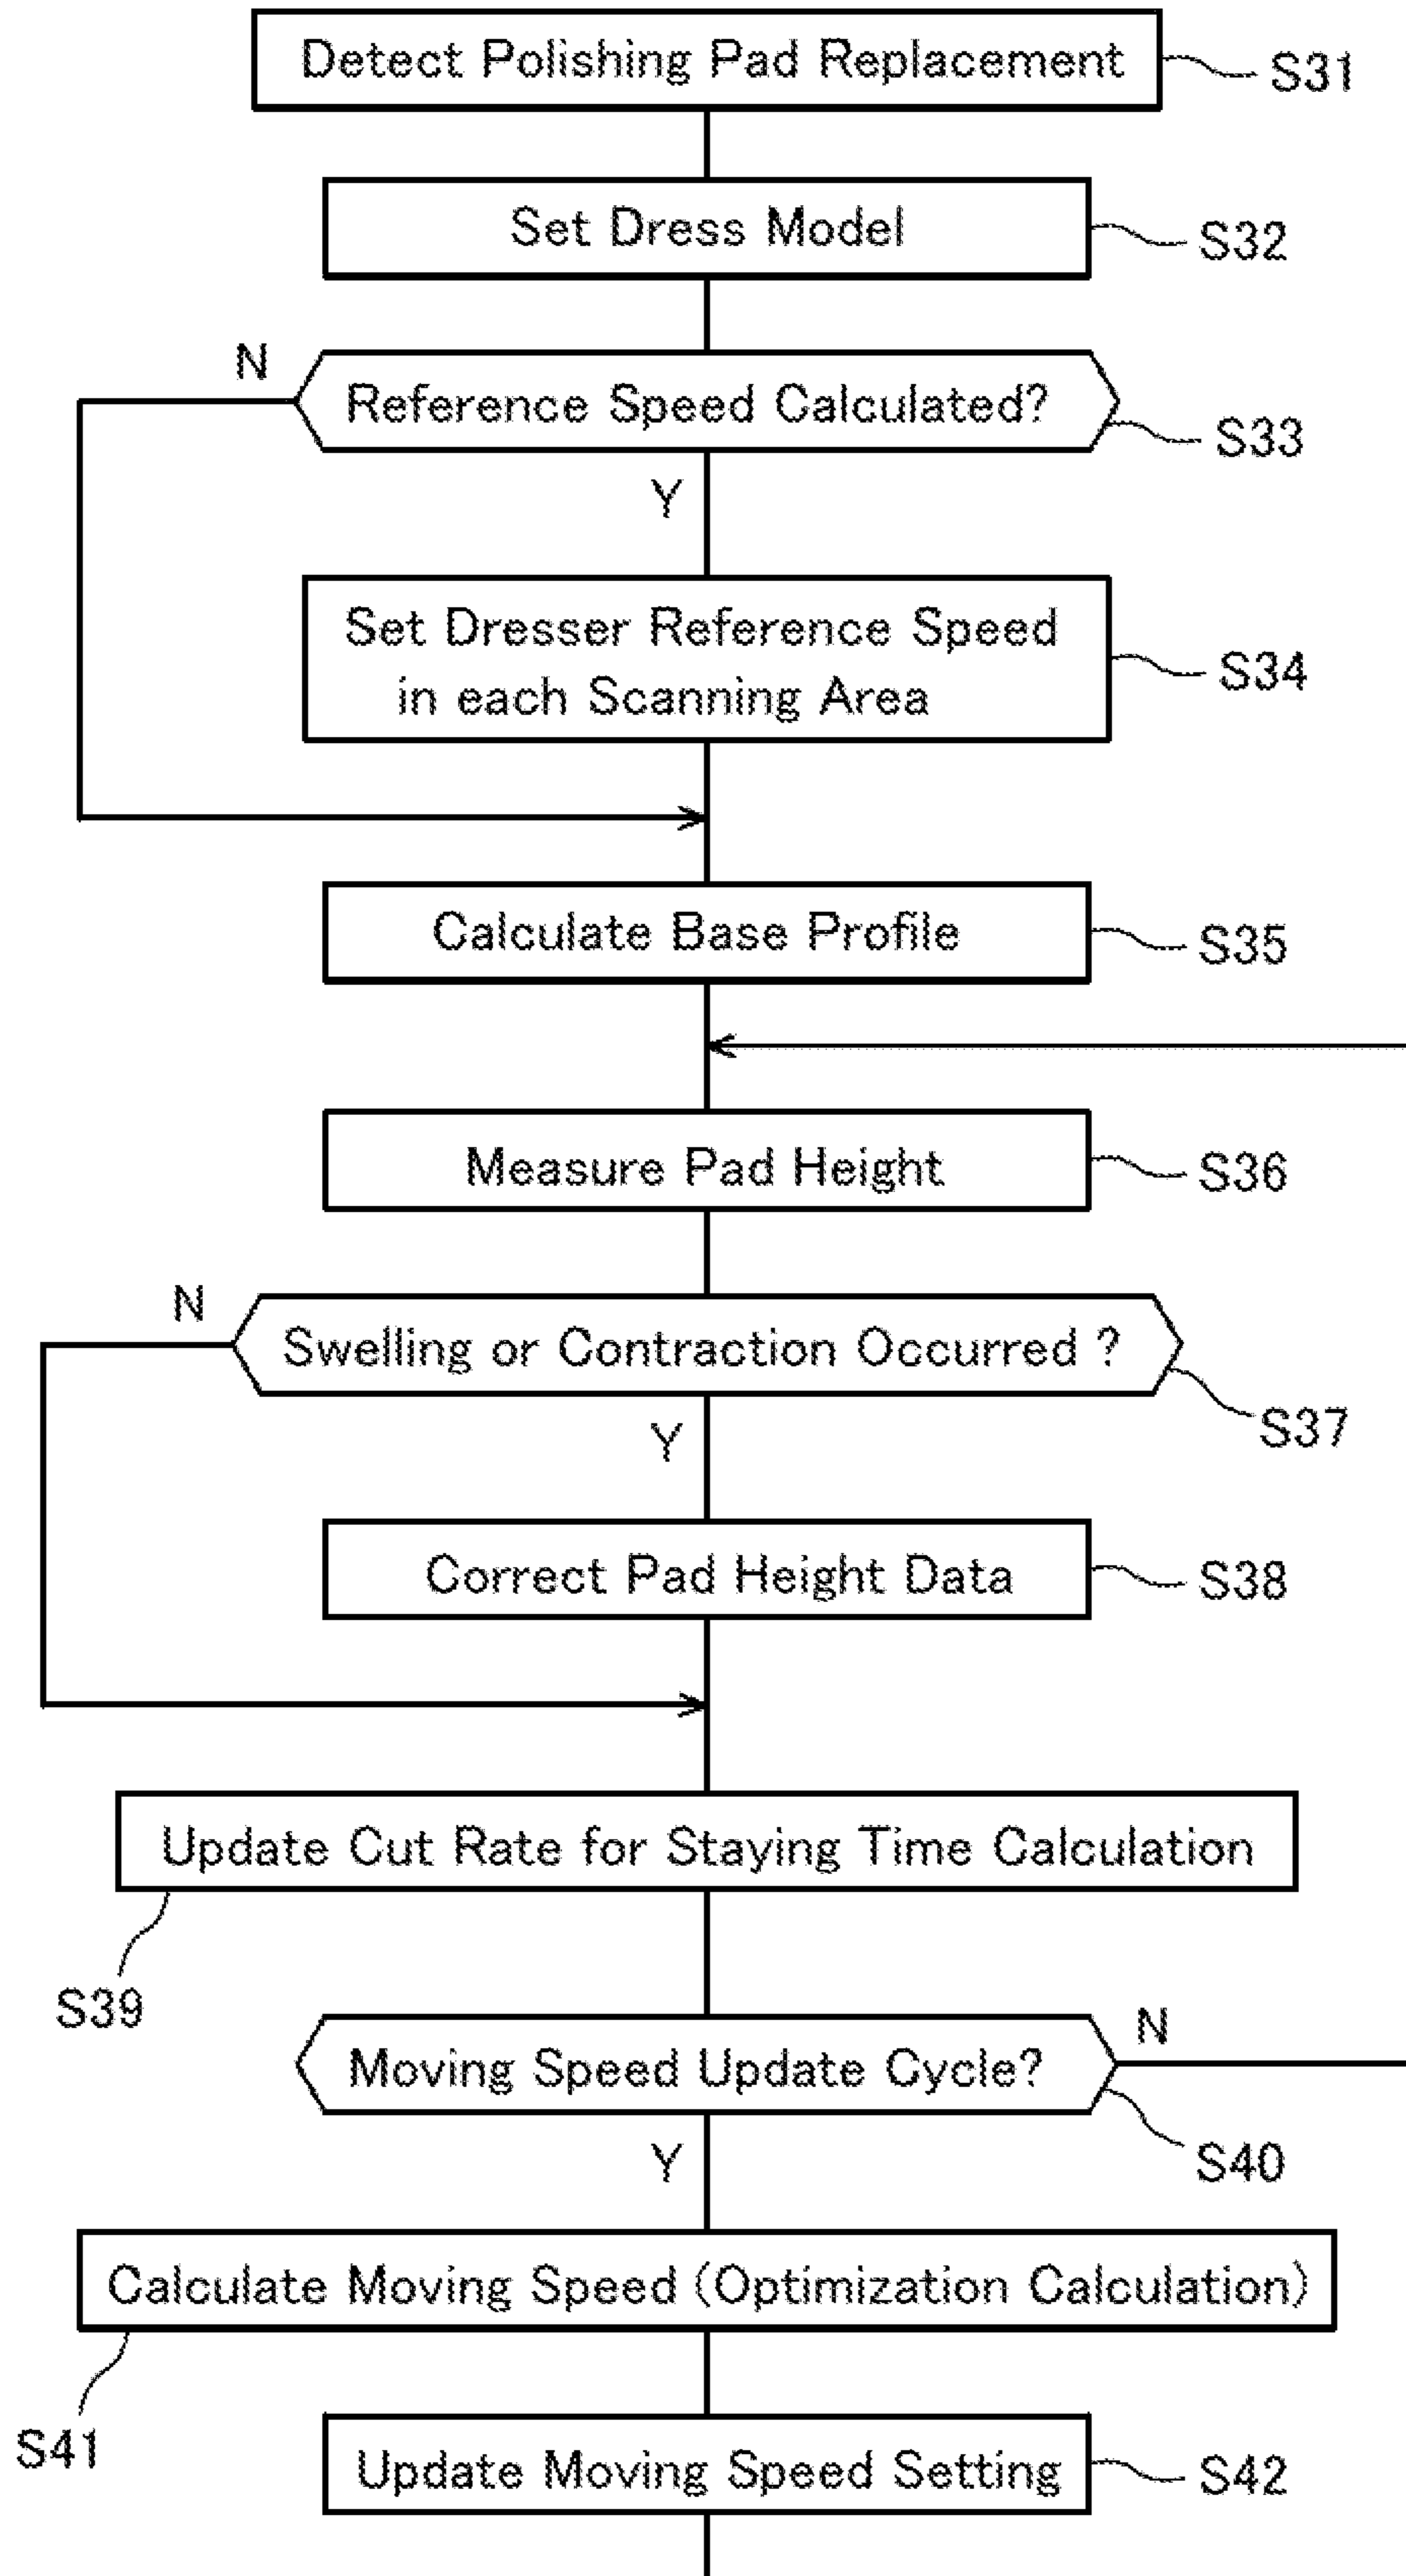 Detect Polishing Pad Replacement
S31
Set Dress Model
S32
N
Reference Speed Calculated?
S33
Y
Set Dresser Reference Speed
in each Scanning Area
S34
Calculate Base Profile
S35
Measure Pad Height
S36
N
Swelling or Contraction Occurred ?
S37
Y
Correct Pad Height Data
S38
Update Cut Rate for Staying Time Calculation
S39
N
Moving Speed Update Cycle?
S40
Y
Calculate Moving Speed (Optimization Calculation)
S41
Update Moving Speed Setting
S42